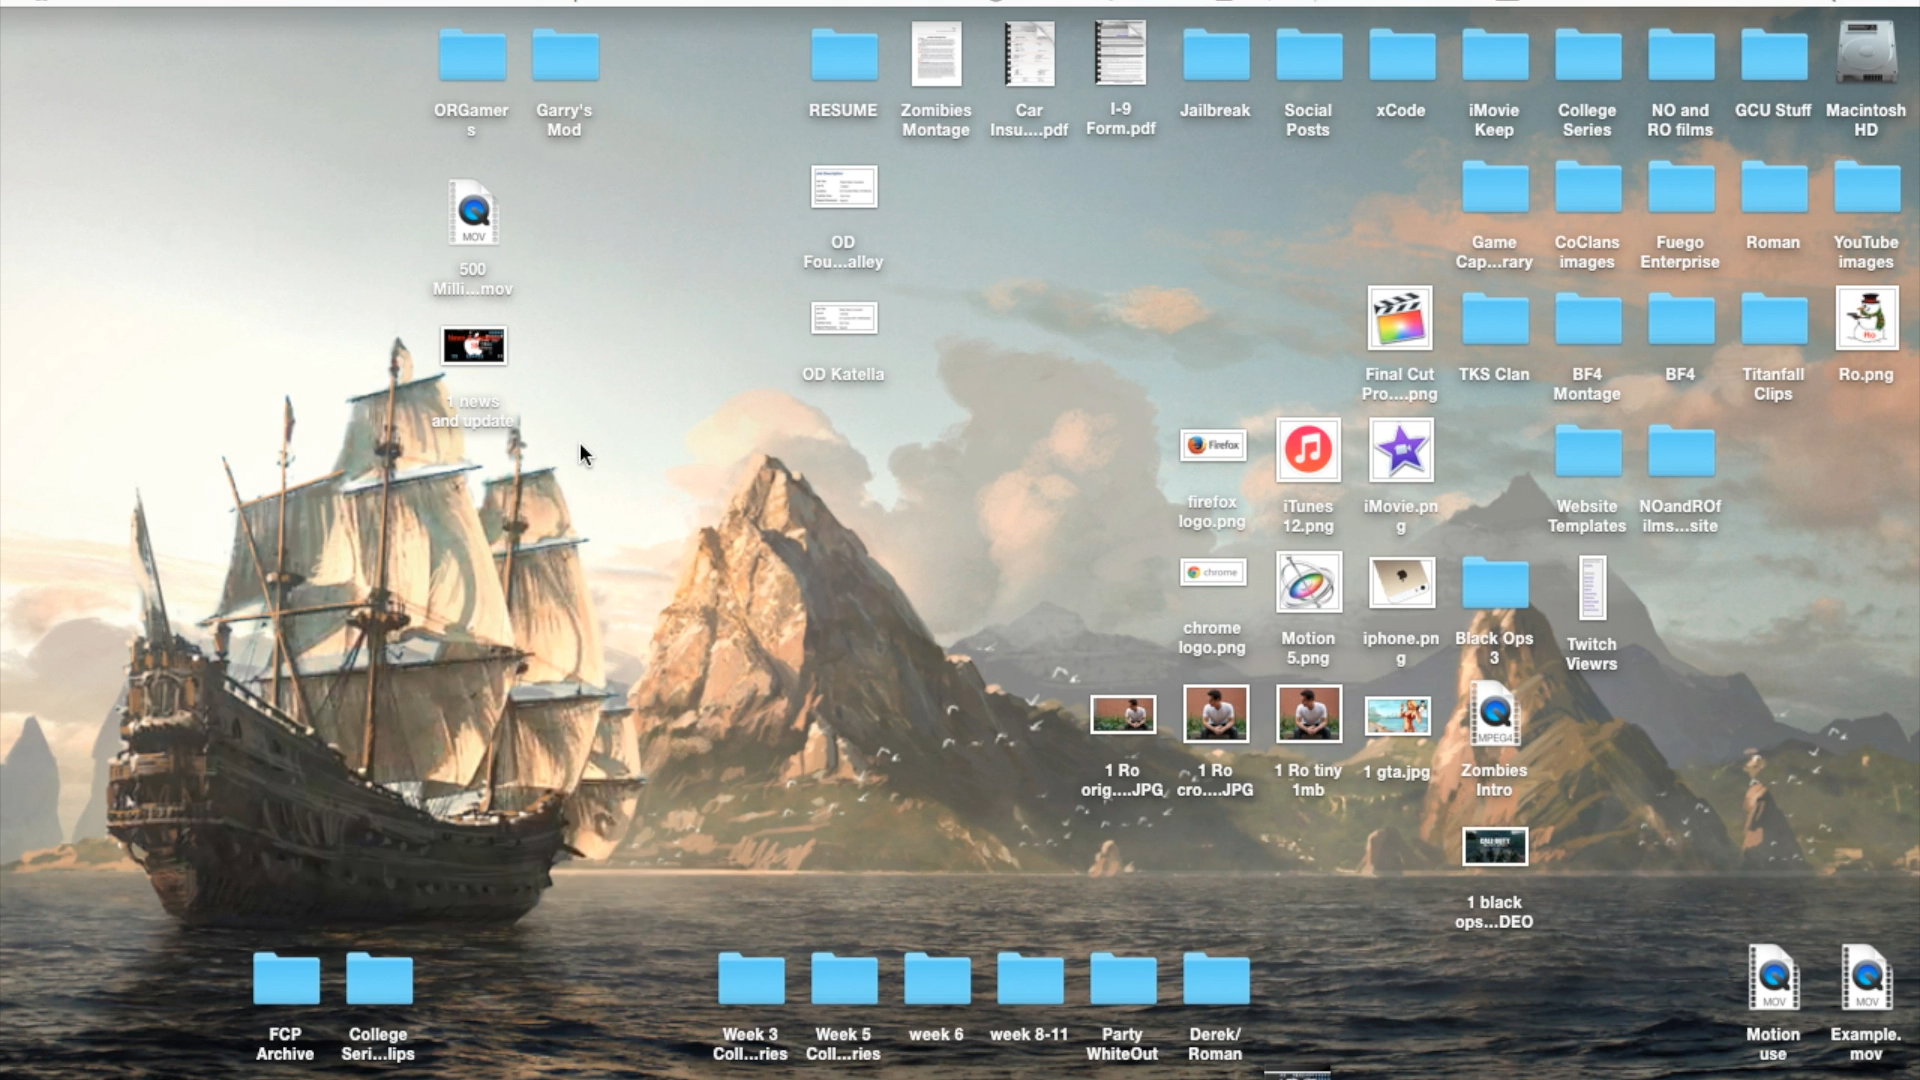 ORGamer
s
Garry's
Mod
RESUME
Zomibies
Montage
Car
Insu....pdf
I-9
Form.pdf
Jailbreak
Social
Posts
xCode
iMovie
Keep
College
Series
NO and
RO films
GCU Stuff
Macintosh
HD
MOV
500
Milli...mov
OD
Fou...alley
Game
Cap...rary
CoClans
images
Fuego
Enterprise
Roman
YouTube
images
1 news
and update
OD Katella
Final Cut
Pro....png
TKS Clan
BF4
Montage
BF4
Titanfall
Clips
Ro
Ro.png
Firefox
firefox
logo.png
iTunes
12.png
iMovie.pn
g
Website
Templates
NOandROf
ilms...site
chrome
chrome
logo.png
Motion
5.png
iphone.pn
g
Black Ops
3
Twitch
Viewrs
1 Ro
orig....JPG
1 Ro
cro....JPG
1 Ro tiny
1mb
1 gta.jpg
MPEG4
Zombies
Intro
CALL OF DUTY
1 black
ops...DEO
FCP
Archive
College
Seri...lips
Week 3
Coll...ries
Week 5
Coll...ries
week 6
week 8-11
Party
WhiteOut
Derek/
Roman
MOV
Motion
use
MOV
Example.
mov